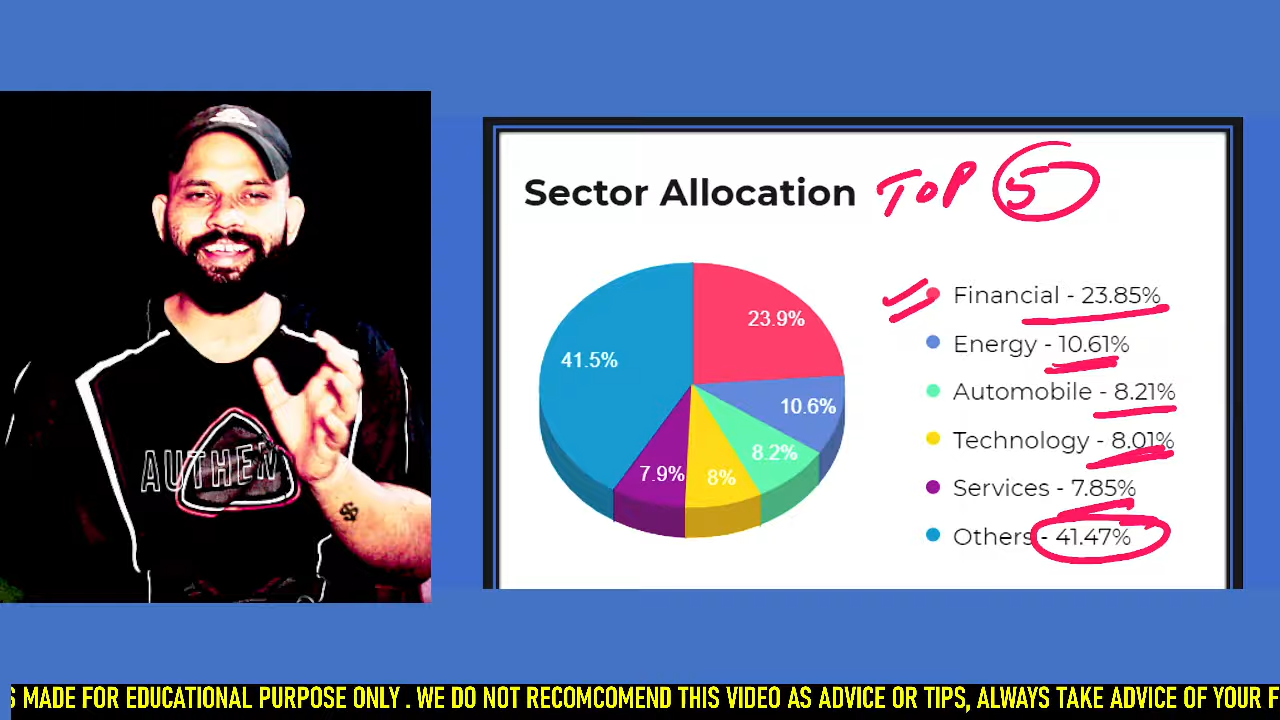 AUTHEN
Sector Allocation TOP 5
23.9%
41.5%
10.6%
8.2%
8%
7.9%
Financial - 23.85%
Energy - 10.61%
Automobile - 8.21%
Technology - 8.01%
Services - 7.85%
Others - 41.47%
S MADE FOR EDUCATIONAL PURPOSE ONLY . WE DO NOT RECOMCOMEND THIS VIDEO AS ADVICE OR TIPS, ALWAYS TAKE ADVICE OF YOUR F